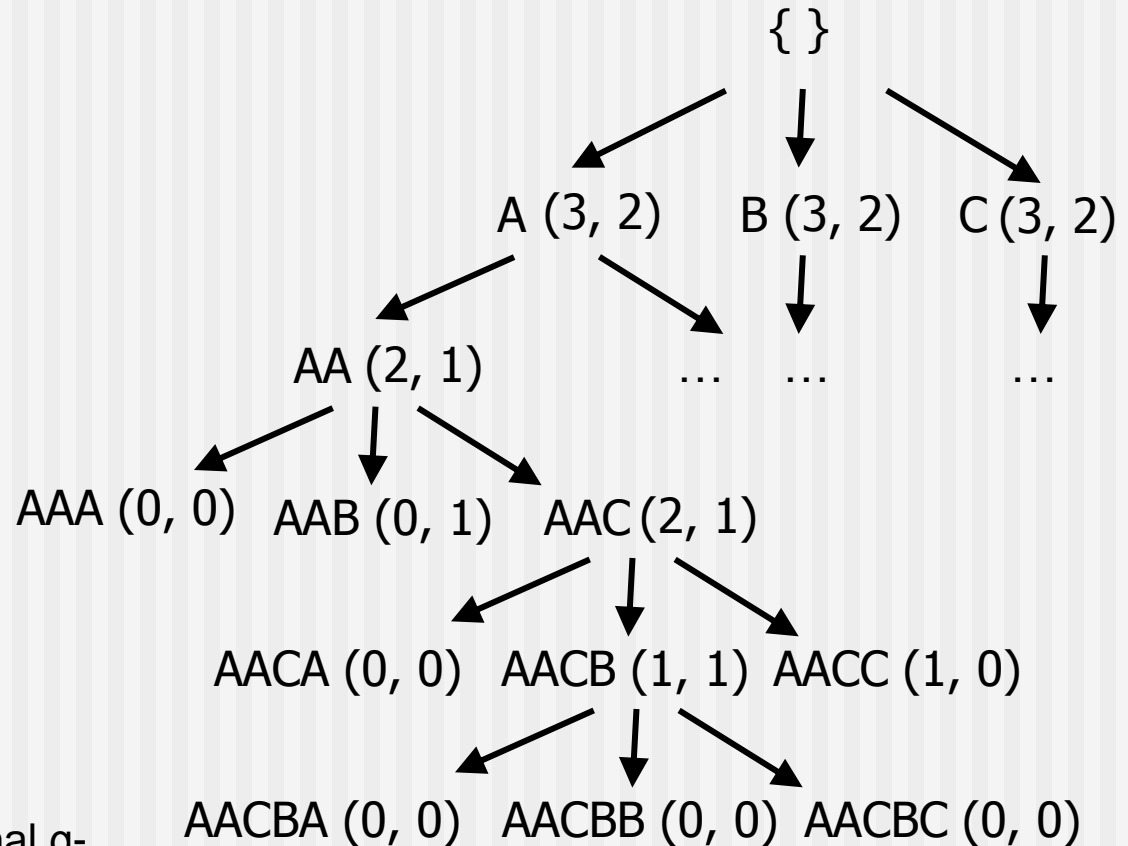 { }
A (3, 2) B (3, 2) C (3, 2)
AA (2, 1) … … …
AAA (0, 0) AAB (0, 1) AAC (2, 1)
AACA (0, 0) AACB (1, 1) AACC (1, 0)
AACBA (0, 0) AACBB (0, 0) AACBC (0, 0)